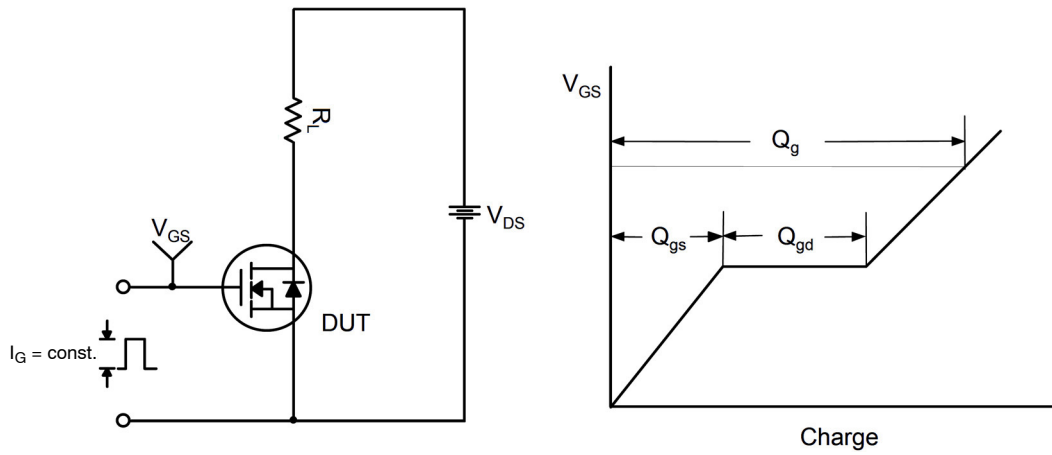 R_L
V_GS
V_DS
DUT
I_G = const.
V_GS
Q_g
Q_gs
Q_gd
Charge